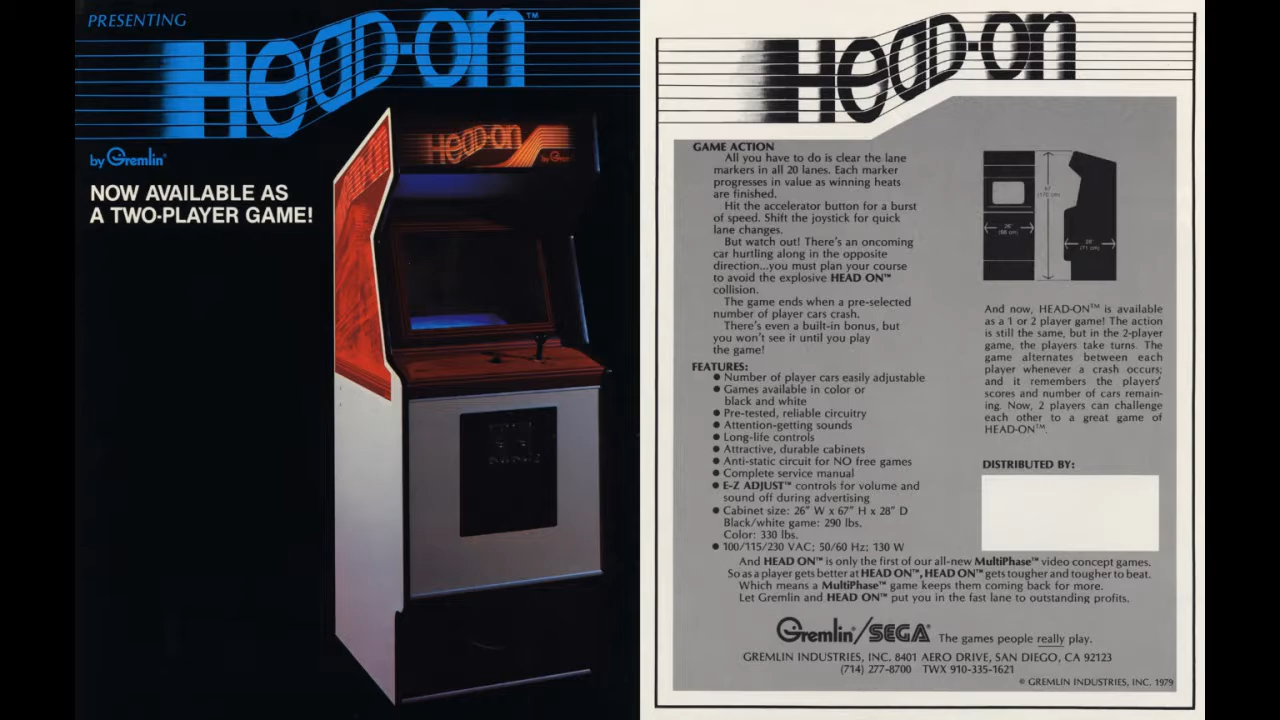 PRESENTING
HEAD-ON™
by Gremlin®
NOW AVAILABLE AS
A TWO-PLAYER GAME!
HEAD-ON
HEAD-ON
GAME ACTION
All you have to do is clear the lane
markers in all 20 lanes. Each marker
progresses in value as winning heats
are finished.
Hit the accelerator button for a burst
of speed. Shift the joystick for quick
lane changes.
But watch out! There's an oncoming
car hurtling along in the opposite
direction...you must plan your course
to avoid the explosive HEAD ON™
collision.
The game ends when a pre-selected
number of player cars crash.
There's even a built-in bonus, but
you won't see it until you play
the game!
FEATURES:
● Number of player cars easily adjustable
● Games available in color or
black and white
● Pre-tested, reliable circuitry
● Attention-getting sounds
● Long-life controls
● Attractive, durable cabinets
● Anti-static circuit for NO free games
● Complete service manual
● E-Z ADJUST™ controls for volume and
sound off during advertising
● Cabinet size: 26" W x 67" H x 28" D
Black/white game: 290 lbs.
Color: 330 lbs.
● 100/115/230 VAC; 50/60 Hz; 130 W
67"
(170 cm)
26"
(66 cm)
28"
(71 cm)
And now, HEAD-ON™ is available
as a 1 or 2 player game! The action
is still the same, but in the 2-player
game, the players take turns. The
game alternates between each
player whenever a crash occurs;
and it remembers the players'
scores and number of cars remain-
ing. Now, 2 players can challenge
each other to a great game of
HEAD-ON™.
DISTRIBUTED BY:
And HEAD ON™ is only the first of our all-new MultiPhase™ video concept games.
So as a player gets better at HEAD ON™, HEAD ON™ gets tougher and tougher to beat.
Which means a MultiPhase™ game keeps them coming back for more.
Let Gremlin and HEAD ON™ put you in the fast lane to outstanding profits.
Gremlin®/SEGA® The games people really play.
GREMLIN INDUSTRIES, INC. 8401 AERO DRIVE, SAN DIEGO, CA 92123
(714) 277-8700 TWX 910-335-1621
© GREMLIN INDUSTRIES, INC. 1979